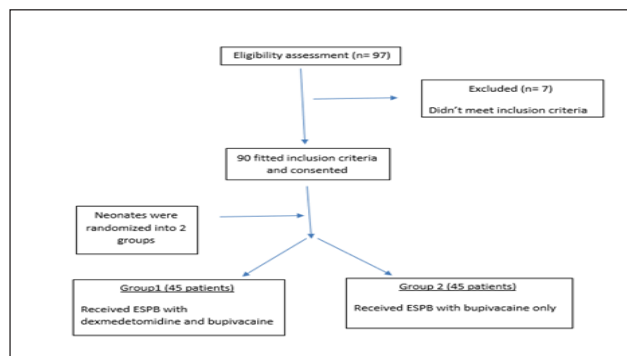 Eligibility assessment (n= 97)
Excluded (n= 7)
Didn't meet inclusion criteria
90 fitted inclusion criteria
and consented
Neonates were
randomized into 2
groups
Group1 (45 patients)
Received ESPB with
dexmedetomidine and bupivacaine
Group 2 (45 patients)
Received ESPB with bupivacaine only